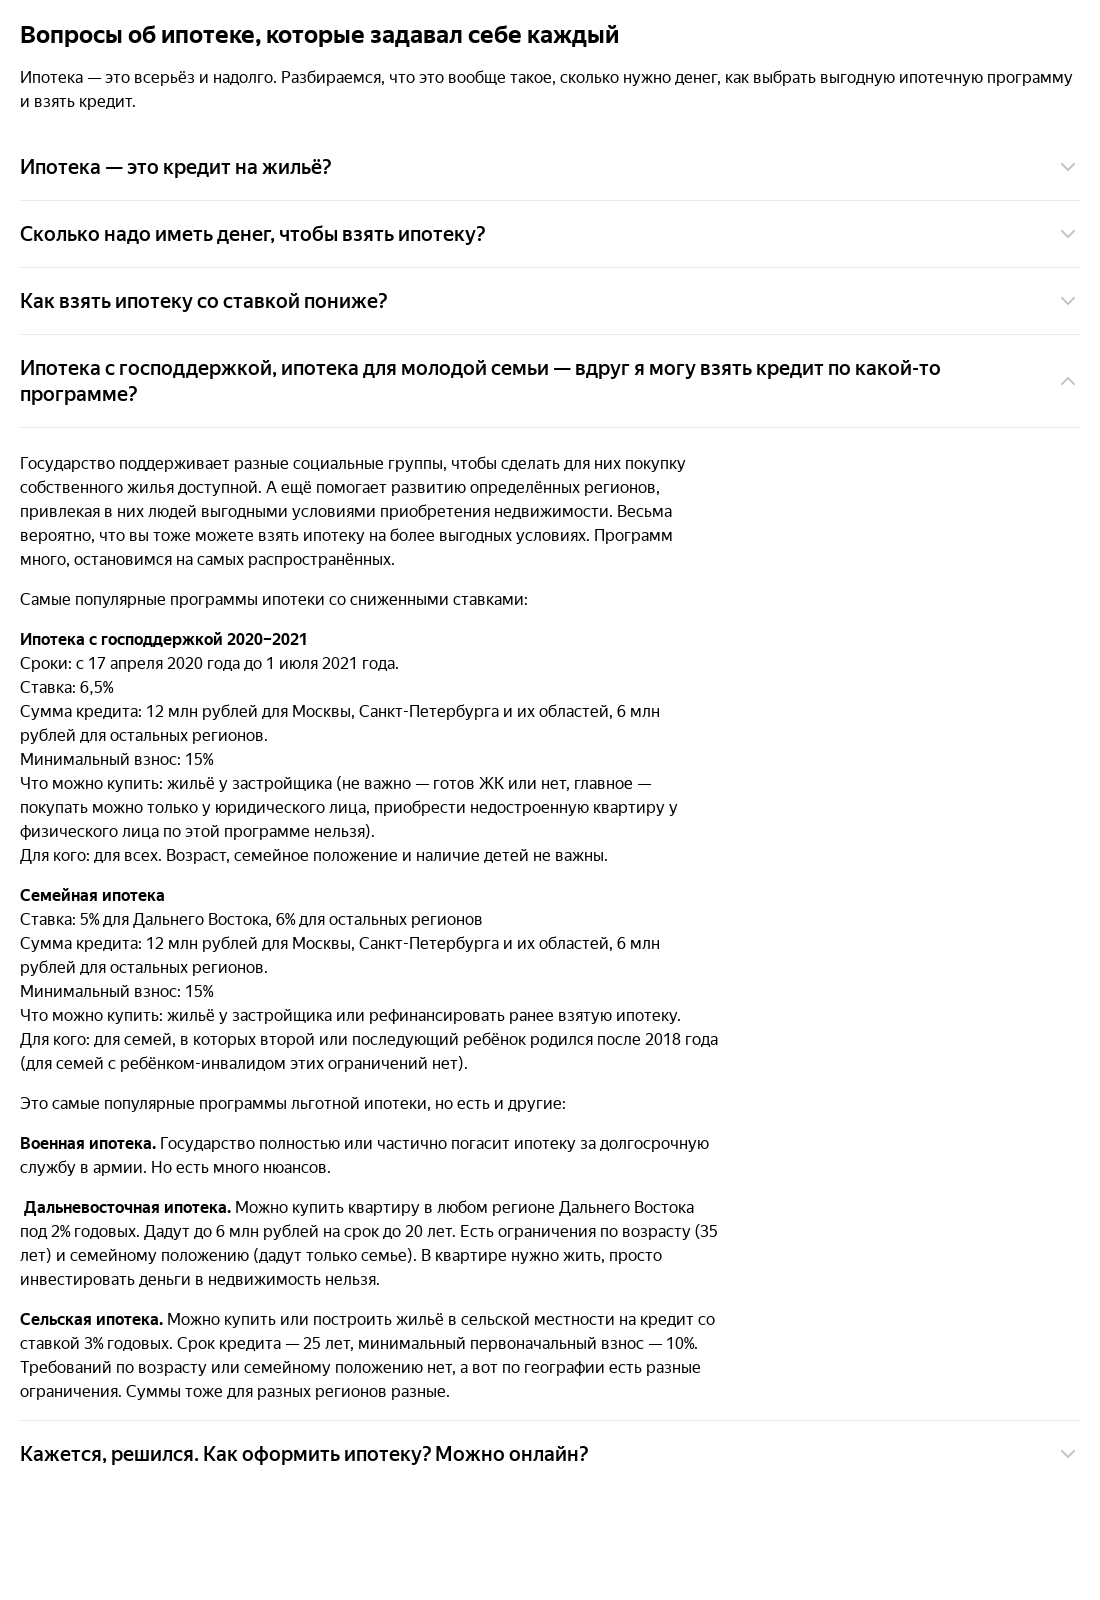 Вопросы об ипотеке, которые задавал себе каждый
Ипотека — это всерьёз и надолго. Разбираемся, что это вообще такое, сколько нужно денег, как выбрать выгодную ипотечную программу
и взять кредит.
Ипотека — это кредит на жильё?
Сколько надо иметь денег, чтобы взять ипотеку?
Как взять ипотеку со ставкой пониже?
Ипотека с господдержкой, ипотека для молодой семьи — вдруг я могу взять кредит по какой-то
программе?
Государство поддерживает разные социальные группы, чтобы сделать для них покупку
собственного жилья доступной. А ещё помогает развитию определённых регионов,
привлекая в них людей выгодными условиями приобретения недвижимости. Весьма
вероятно, что вы тоже можете взять ипотеку на более выгодных условиях. Программ
много, остановимся на самых распространённых.
Самые популярные программы ипотеки со сниженными ставками:
Ипотека с господдержкой 2020–2021
Сроки: с 17 апреля 2020 года до 1 июля 2021 года.
Ставка: 6,5%
Сумма кредита: 12 млн рублей для Москвы, Санкт-Петербурга и их областей, 6 млн
рублей для остальных регионов.
Минимальный взнос: 15%
Что можно купить: жильё у застройщика (не важно — готов ЖК или нет, главное —
покупать можно только у юридического лица, приобрести недостроенную квартиру у
физического лица по этой программе нельзя).
Для кого: для всех. Возраст, семейное положение и наличие детей не важны.
Семейная ипотека
Ставка: 5% для Дальнего Востока, 6% для остальных регионов
Сумма кредита: 12 млн рублей для Москвы, Санкт-Петербурга и их областей, 6 млн
рублей для остальных регионов.
Минимальный взнос: 15%
Что можно купить: жильё у застройщика или рефинансировать ранее взятую ипотеку.
Для кого: для семей, в которых второй или последующий ребёнок родился после 2018 года
(для семей с ребёнком-инвалидом этих ограничений нет).
Это самые популярные программы льготной ипотеки, но есть и другие:
Военная ипотека. Государство полностью или частично погасит ипотеку за долгосрочную
службу в армии. Но есть много нюансов.
Дальневосточная ипотека. Можно купить квартиру в любом регионе Дальнего Востока
под 2% годовых. Дадут до 6 млн рублей на срок до 20 лет. Есть ограничения по возрасту (35
лет) и семейному положению (дадут только семье). В квартире нужно жить, просто
инвестировать деньги в недвижимость нельзя.
Сельская ипотека. Можно купить или построить жильё в сельской местности на кредит со
ставкой 3% годовых. Срок кредита — 25 лет, минимальный первоначальный взнос — 10%.
Требований по возрасту или семейному положению нет, а вот по географии есть разные
ограничения. Суммы тоже для разных регионов разные.
Кажется, решился. Как оформить ипотеку? Можно онлайн?